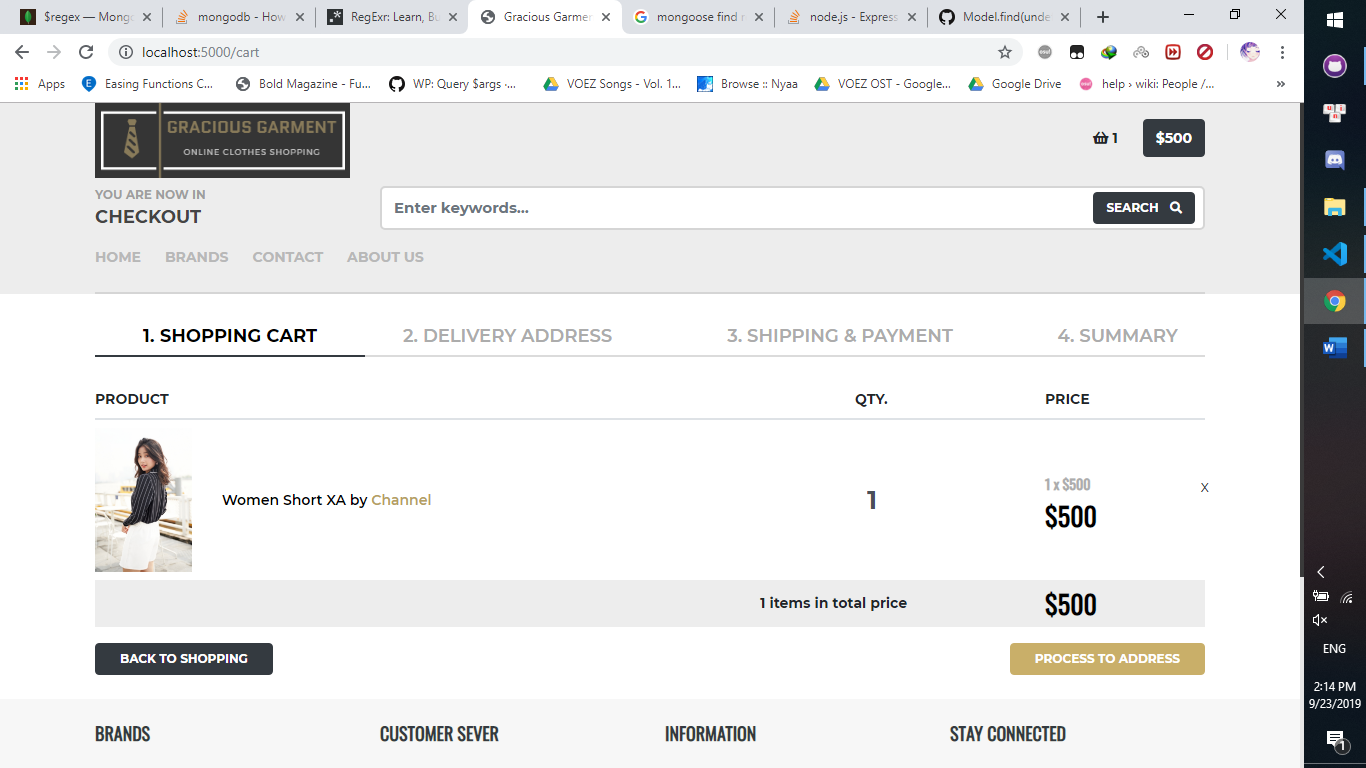 $regex — Mong
mongodb - How
RegExr: Learn, Bu
Gracious Garmen
mongoose find n
node.js - Express
Model.find(unde
localhost:5000/cart
Apps
Easing Functions C...
Bold Magazine - Fu...
WP: Query $args -...
VOEZ Songs - Vol. 1...
Browse :: Nyaa
VOEZ OST - Google...
Google Drive
help › wiki: People /...
»
GRACIOUS GARMENT
ONLINE CLOTHES SHOPPING
1
$500
YOU ARE NOW IN
CHECKOUT
Enter keywords...
SEARCH
HOME BRANDS CONTACT ABOUT US
1. SHOPPING CART
2. DELIVERY ADDRESS
3. SHIPPING & PAYMENT
4. SUMMARY
PRODUCT
QTY.
PRICE
Women Short XA by Channel
1
1 x $500
$500
X
1 items in total price
$500
BACK TO SHOPPING
PROCESS TO ADDRESS
BRANDS
CUSTOMER SEVER
INFORMATION
STAY CONNECTED
ENG
2:14 PM
9/23/2019
1